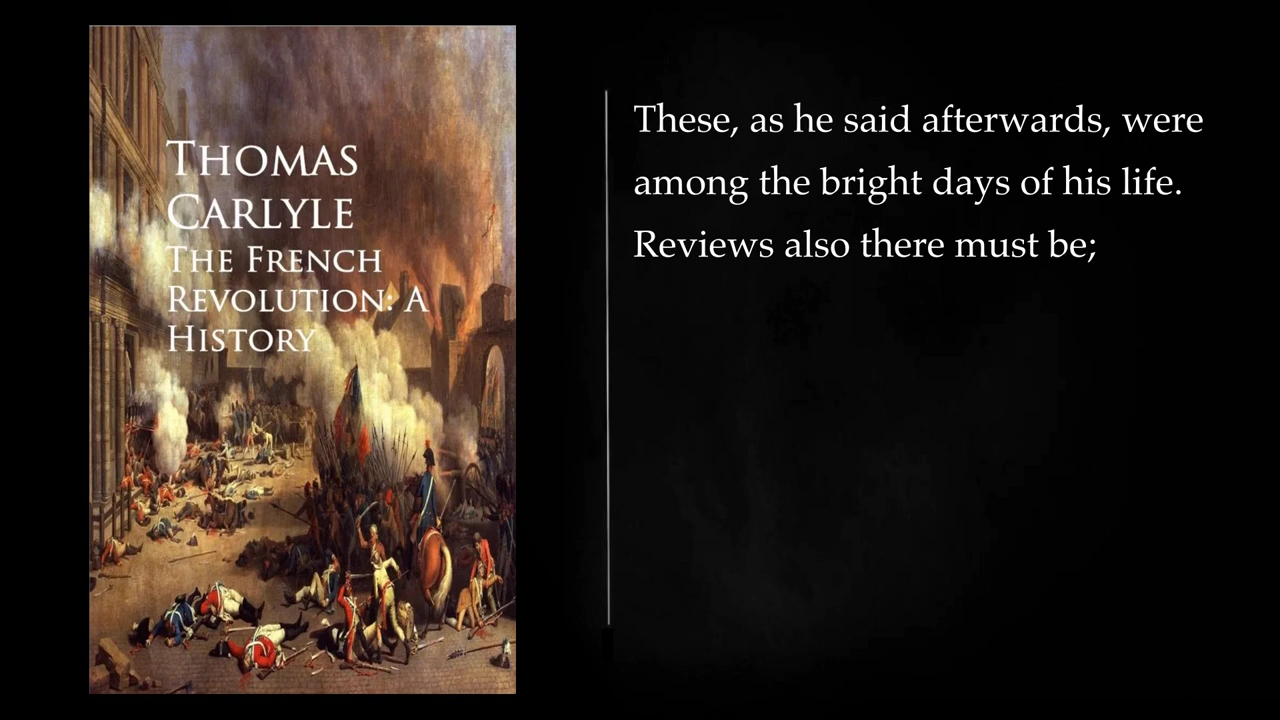 THOMAS
CARLYLE
THE FRENCH
REVOLUTION: A
HISTORY
These, as he said afterwards, were
among the bright days of his life.
Reviews also there must be;